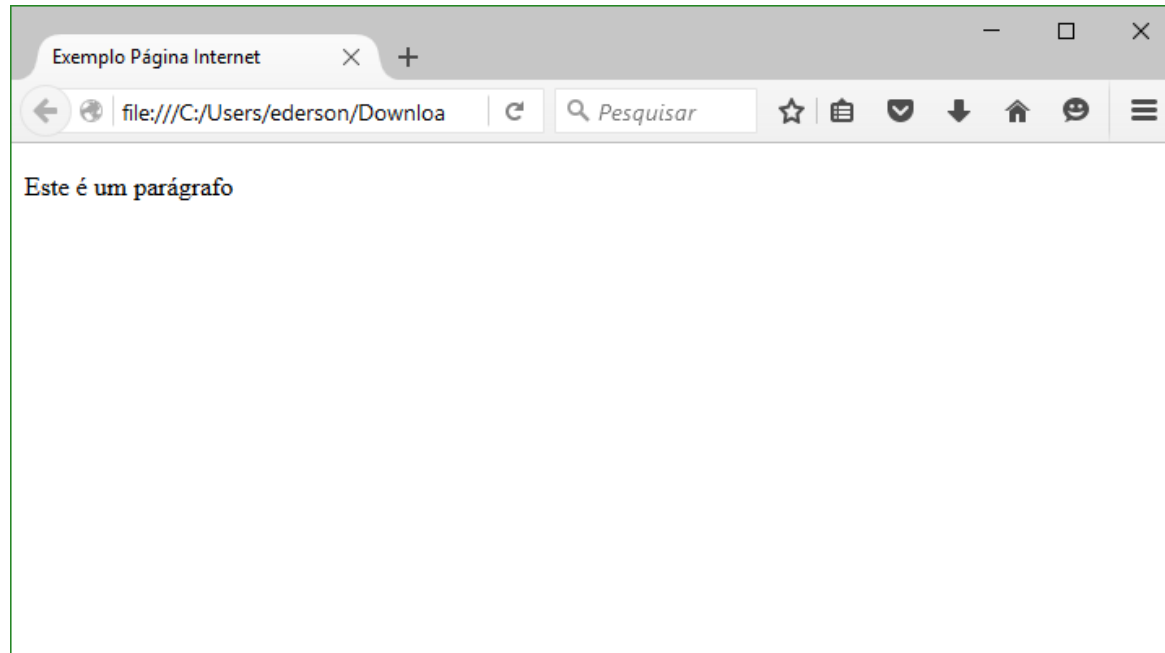 Exemplo Página Internet
file:///C:/Users/ederson/Downloa
Pesquisar
Este é um parágrafo